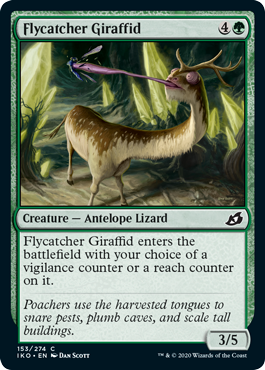 Flycatcher Giraffid 4
Creature — Antelope Lizard
Flycatcher Giraffid enters the
battlefield with your choice of a
vigilance counter or a reach counter
on it.
Poachers use the harvested tongues to
snare pests, plumb caves, and scale tall
buildings.
3/5
153/274 C
IKO • EN DAN SCOTT
™ & © 2020 Wizards of the Coast